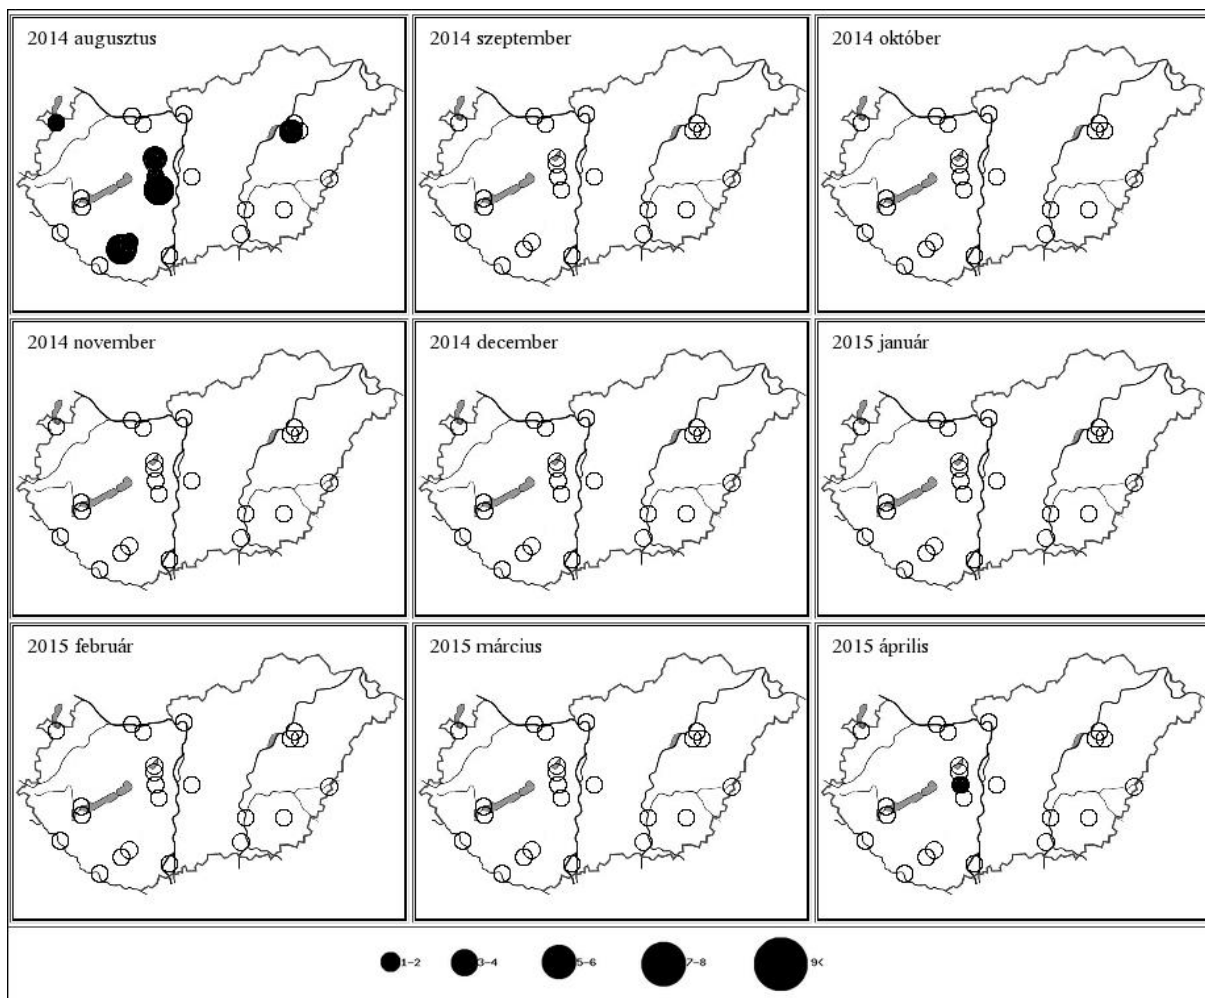 2014 augusztus
2014 szeptember
2014 október
2014 november
2014 december
2015 január
2015 február
2015 március
2015 április
1-2
3-4
5-6
7-8
9<